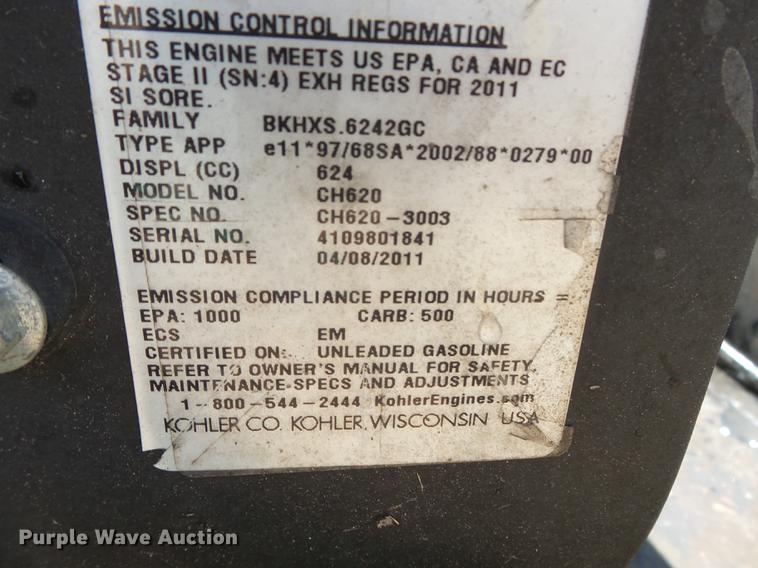 EMISSION CONTROL INFORMATION
THIS ENGINE MEETS US EPA, CA AND EC
STAGE II (SN:4) EXH REGS FOR 2011
SI SORE.
FAMILY BKHXS.6242GC
TYPE APP e11*97/68SA*2002/88*0279*00
DISPL (CC) 624
MODEL NO. CH620
SPEC NO. CH620-3003
SERIAL NO. 4109801841
BUILD DATE 04/08/2011
EMISSION COMPLIANCE PERIOD IN HOURS =
EPA: 1000 CARB: 500
ECS EM
CERTIFIED ON: UNLEADED GASOLINE
REFER TO OWNER'S MANUAL FOR SAFETY,
MAINTENANCE SPECS AND ADJUSTMENTS
1-800-544-2444 KohlerEngines.com
KOHLER CO. KOHLER, WISCONSIN USA
Purple Wave Auction